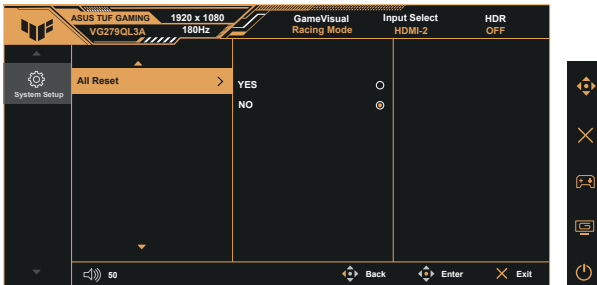 ASUS TUF GAMING 1920 x 1080 GameVisual Input Select HDR
VG279QL3A 180Hz Racing Mode HDMI-2 OFF
System Setup
All Reset
YES
NO
50 Back Enter Exit